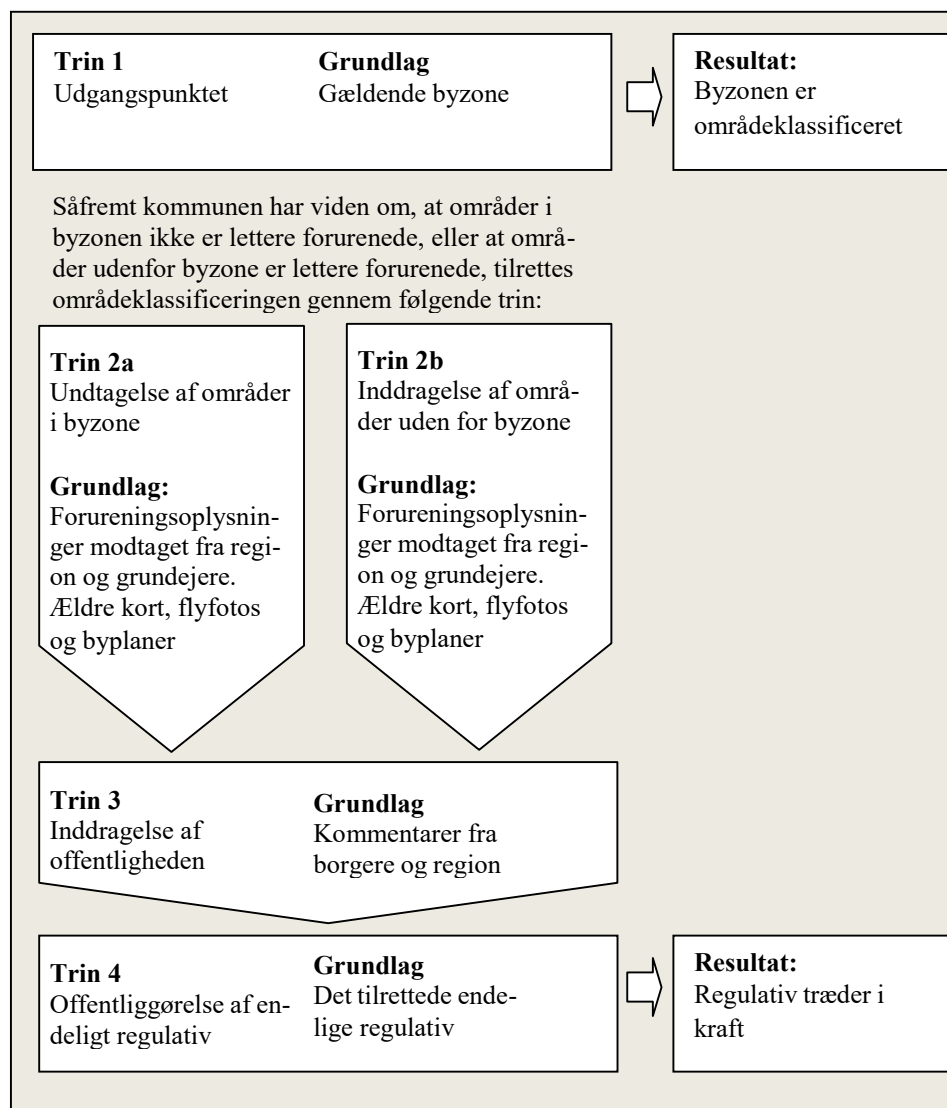 Trin 1
Udgangspunktet
Grundlag
Gældende byzone
Resultat:
Byzonen er
områdeklassificeret
Såfremt kommunen har viden om, at områder i
byzonen ikke er lettere forurenede, eller at områ-
der udenfor byzone er lettere forurenede, tilrettes
områdeklassificeringen gennem følgende trin:
Trin 2a
Undtagelse af områder
i byzone
Grundlag:
Forureningsoplysnin-
ger modtaget fra regi-
on og grundejere.
Ældre kort, flyfotos
og byplaner
Trin 2b
Inddragelse af områ-
der uden for byzone
Grundlag:
Forureningsoplysnin-
ger modtaget fra regi-
on og grundejere.
Ældre kort, flyfotos
og byplaner
Trin 3
Inddragelse af
offentligheden
Grundlag
Kommentarer fra
borgere og region
Trin 4
Offentliggørelse af en-
deligt regulativ
Grundlag
Det tilrettede ende-
lige regulativ
Resultat:
Regulativ træder i
kraft